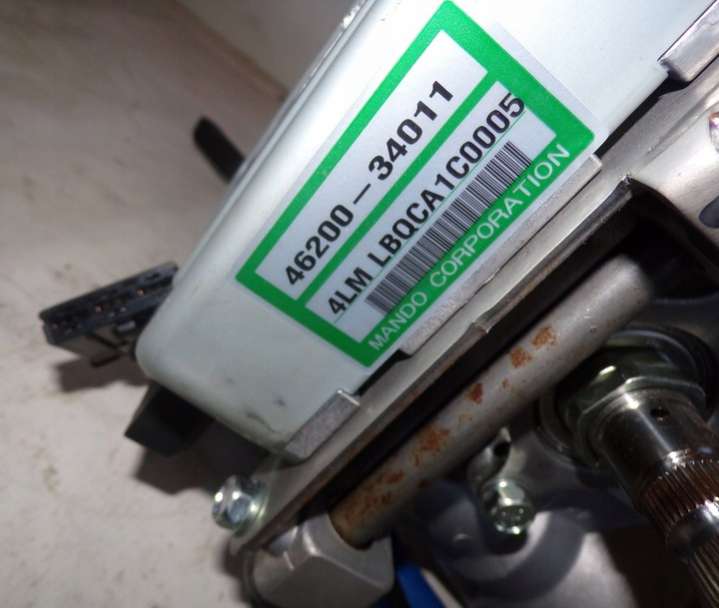 46200-34011
4LM LBQCA1C0005
MANDO CORPORATION